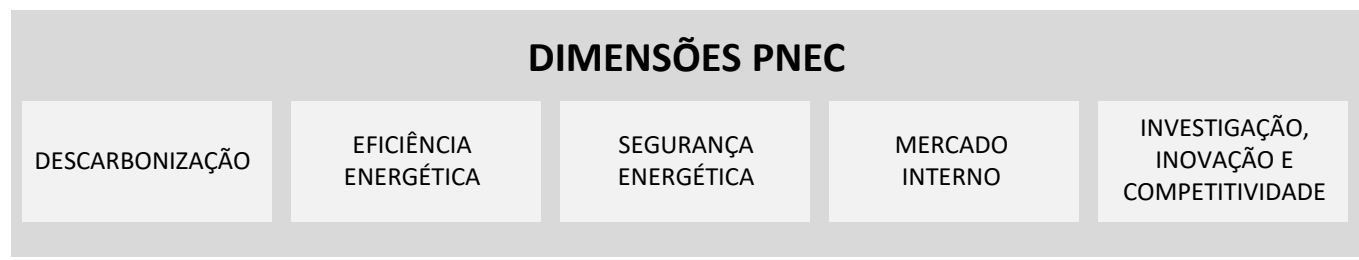 DIMENSÕES PNEC
DESCARBONIZAÇÃO
EFICIÊNCIA
ENERGÉTICA
SEGURANÇA
ENERGÉTICA
MERCADO
INTERNO
INVESTIGAÇÃO,
INOVAÇÃO E
COMPETITIVIDADE